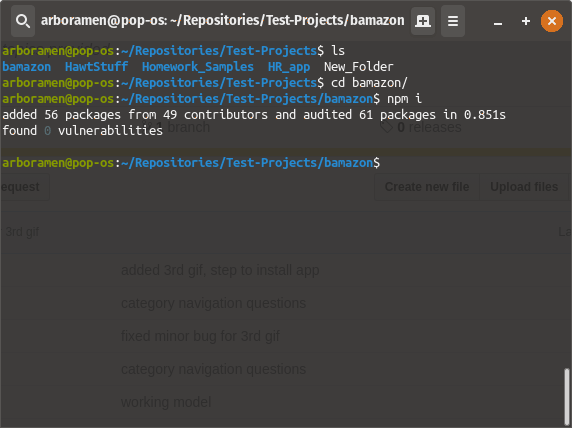 arboramen@pop-os: ~/Repositories/Test-Projects/bamazon
arboramen@pop-os:~/Repositories/Test-Projects$ ls
bamazon  HawtStuff  Homework_Samples  HR_app  New_Folder
arboramen@pop-os:~/Repositories/Test-Projects$ cd bamazon/
arboramen@pop-os:~/Repositories/Test-Projects/bamazon$ npm i
added 56 packages from 49 contributors and audited 61 packages in 0.851s
found 0 vulnerabilities
branch
0 releases
arboramen@pop-os:~/Repositories/Test-Projects/bamazon$
equest
Create new file
Upload files
3rd gif
La
added 3rd gif, step to install app
category navigation questions
fixed minor bug for 3rd gif
category navigation questions
working model